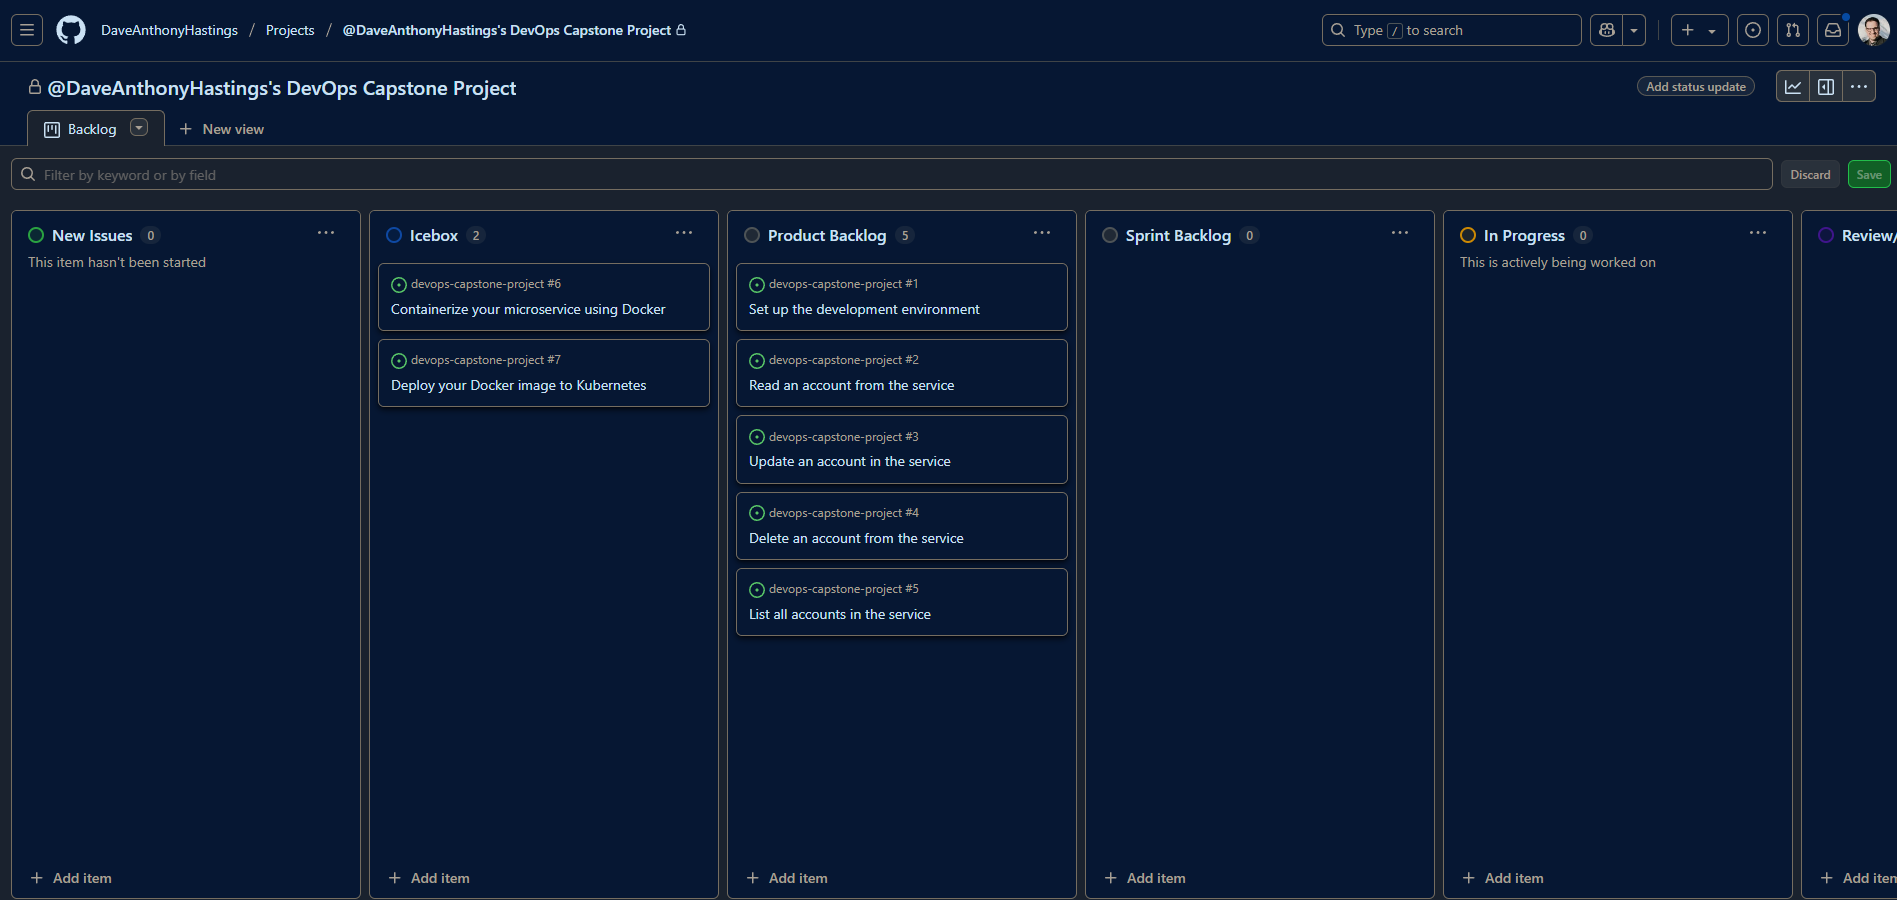 DaveAnthonyHastings / Projects / @DaveAnthonyHastings's DevOps Capstone Project
Type / to search
@DaveAnthonyHastings's DevOps Capstone Project
Add status update
Backlog
New view
Filter by keyword or by field
Discard
Save
New Issues 0
This item hasn't been started
Add item
Icebox 2
devops-capstone-project #6
Containerize your microservice using Docker
devops-capstone-project #7
Deploy your Docker image to Kubernetes
Add item
Product Backlog 5
devops-capstone-project #1
Set up the development environment
devops-capstone-project #2
Read an account from the service
devops-capstone-project #3
Update an account in the service
devops-capstone-project #4
Delete an account from the service
devops-capstone-project #5
List all accounts in the service
Add item
Sprint Backlog 0
Add item
In Progress 0
This is actively being worked on
Add item
Review/
Add item